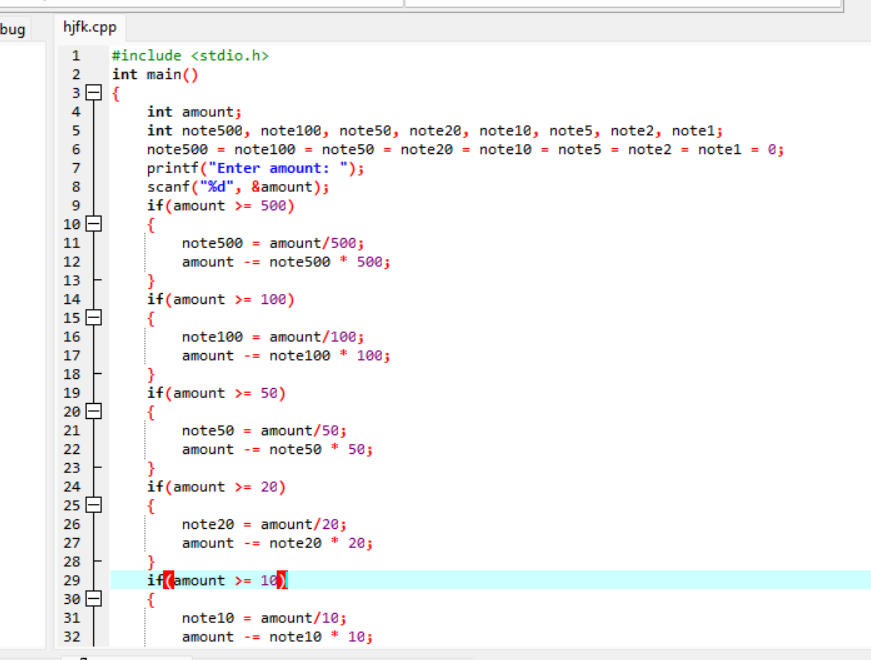 bug hjfk.cpp
1 #include <stdio.h>
2 int main()
3 {
4 int amount;
5 int note500, note100, note50, note20, note10, note5, note2, note1;
6 note500 = note100 = note50 = note20 = note10 = note5 = note2 = note1 = 0;
7 printf("Enter amount: ");
8 scanf("%d", &amount);
9 if(amount >= 500)
10 {
11 note500 = amount/500;
12 amount -= note500 * 500;
13 }
14 if(amount >= 100)
15 {
16 note100 = amount/100;
17 amount -= note100 * 100;
18 }
19 if(amount >= 50)
20 {
21 note50 = amount/50;
22 amount -= note50 * 50;
23 }
24 if(amount >= 20)
25 {
26 note20 = amount/20;
27 amount -= note20 * 20;
28 }
29 if(amount >= 10)
30 {
31 note10 = amount/10;
32 amount -= note10 * 10;